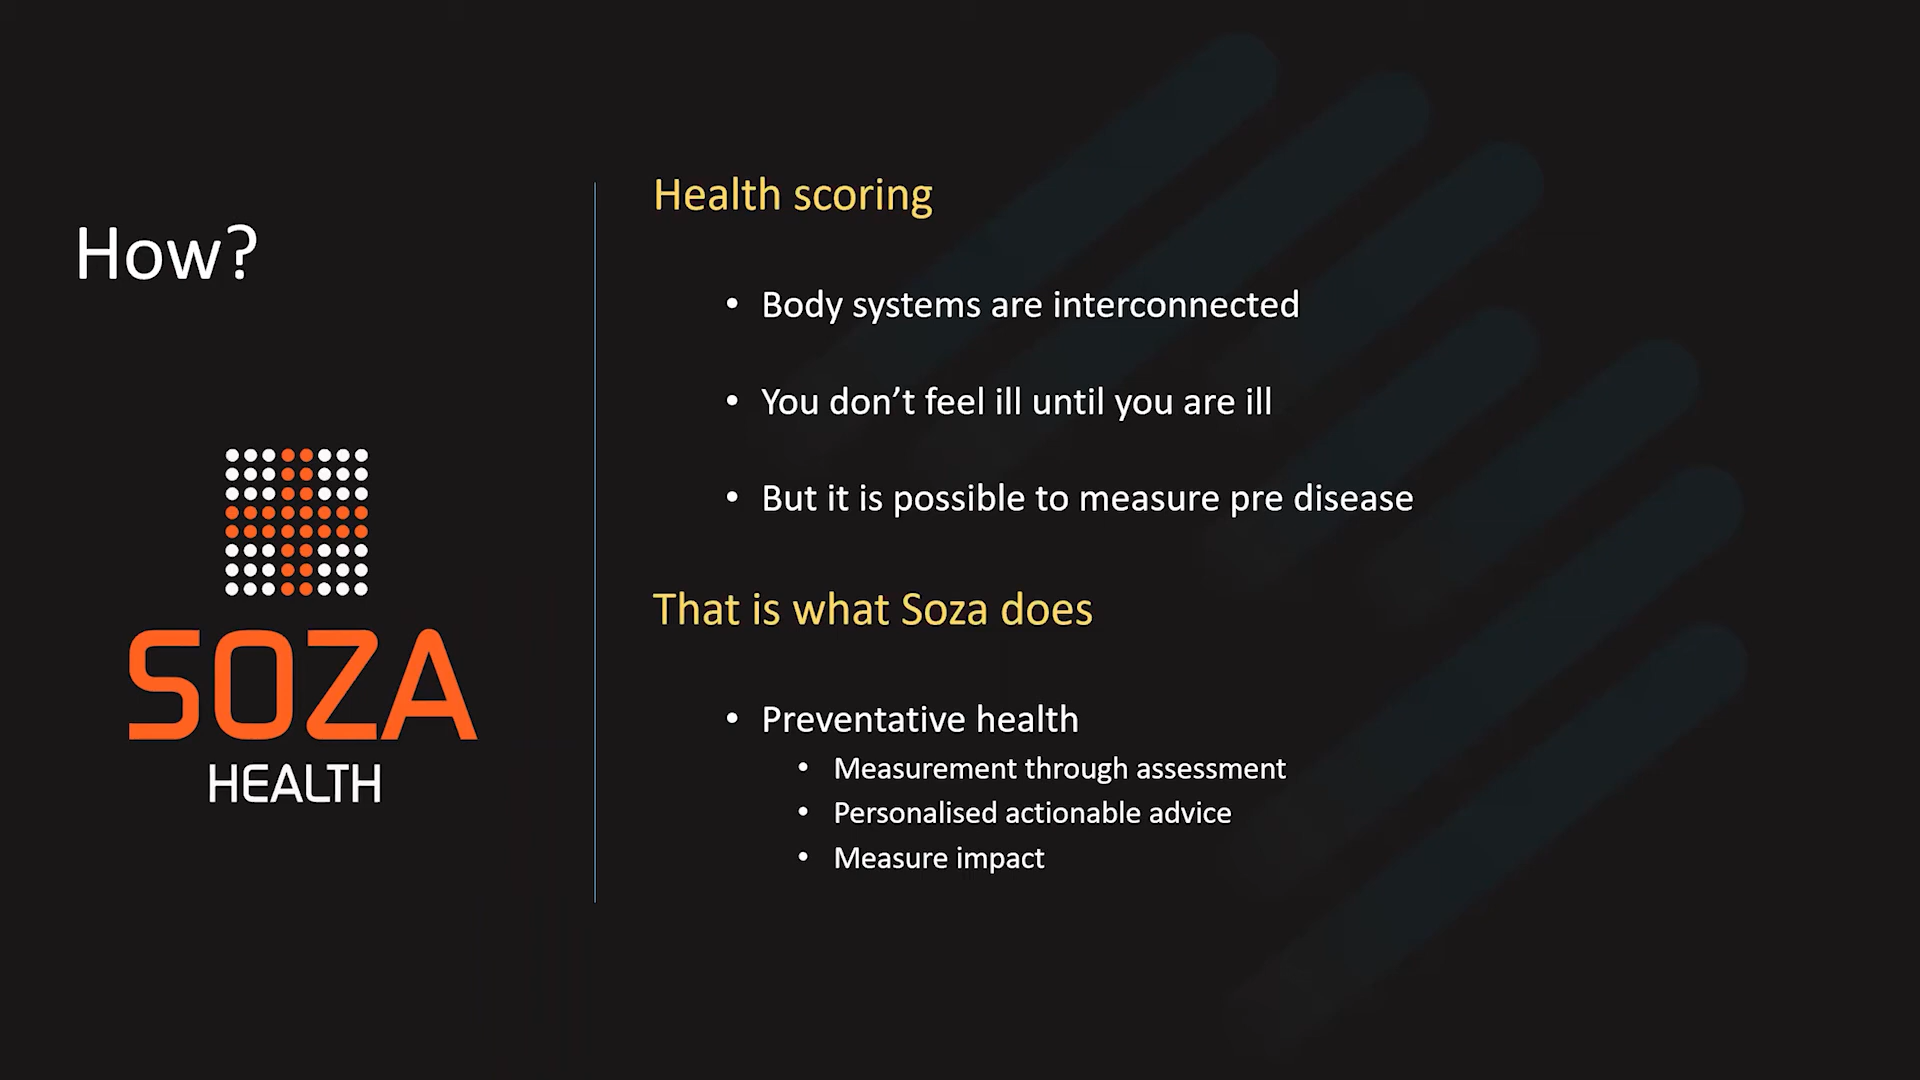 How?
SOZA
HEALTH
Health scoring
• Body systems are interconnected
• You don’t feel ill until you are ill
• But it is possible to measure pre disease
That is what Soza does
• Preventative health
• Measurement through assessment
• Personalised actionable advice
• Measure impact